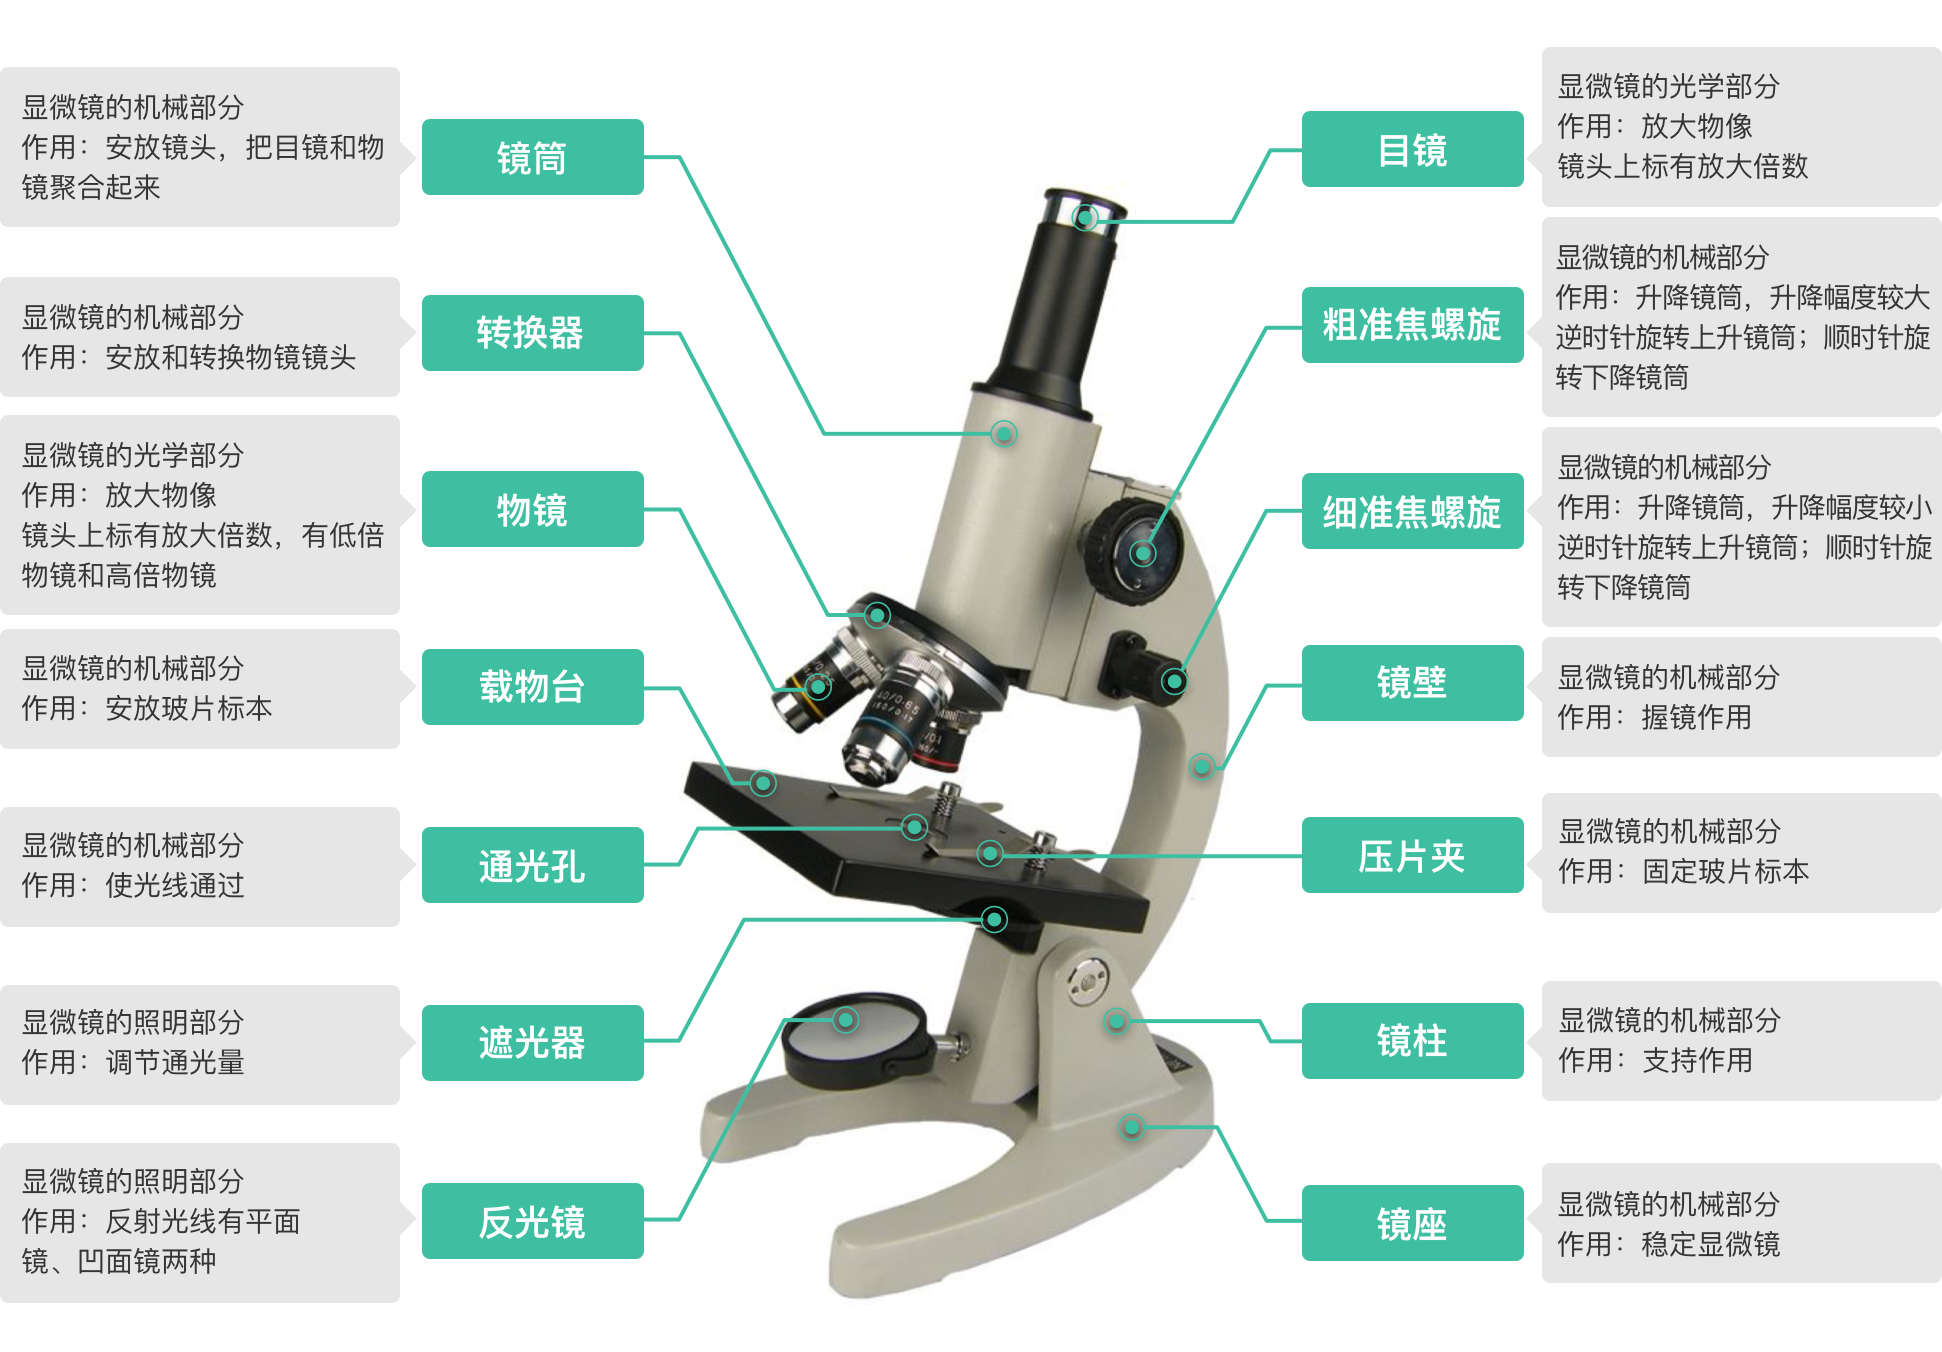 显微镜的机械部分
作用：安放镜头，把目镜和物
镜聚合起来
镜筒
显微镜的机械部分
作用：安放和转换物镜镜头
转换器
显微镜的光学部分
作用：放大物像
镜头上标有放大倍数，有低倍
物镜和高倍物镜
物镜
显微镜的机械部分
作用：安放玻片标本
载物台
显微镜的机械部分
作用：使光线通过
通光孔
显微镜的照明部分
作用：调节通光量
遮光器
显微镜的照明部分
作用：反射光线有平面
镜、凹面镜两种
反光镜
目镜
显微镜的光学部分
作用：放大物像
镜头上标有放大倍数
粗准焦螺旋
显微镜的机械部分
作用：升降镜筒，升降幅度较大
逆时针旋转上升镜筒；顺时针旋
转下降镜筒
细准焦螺旋
显微镜的机械部分
作用：升降镜筒，升降幅度较小
逆时针旋转上升镜筒；顺时针旋
转下降镜筒
镜壁
显微镜的机械部分
作用：握镜作用
压片夹
显微镜的机械部分
作用：固定玻片标本
镜柱
显微镜的机械部分
作用：支持作用
镜座
显微镜的机械部分
作用：稳定显微镜